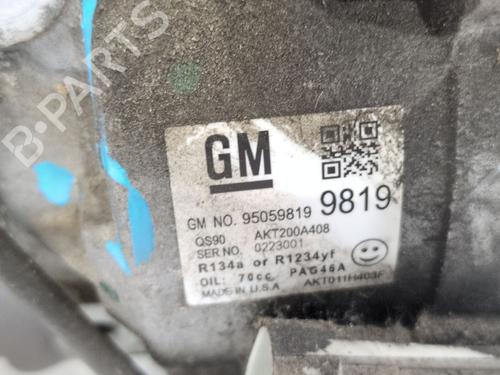 B-PARTS
GM
GM NO. 95059819 9819
QS90 AKT200A408
SER NO. 0223001
R134a or R1234yf
OIL: 70cc PAG46A
MADE IN U.S.A AKT011H403F